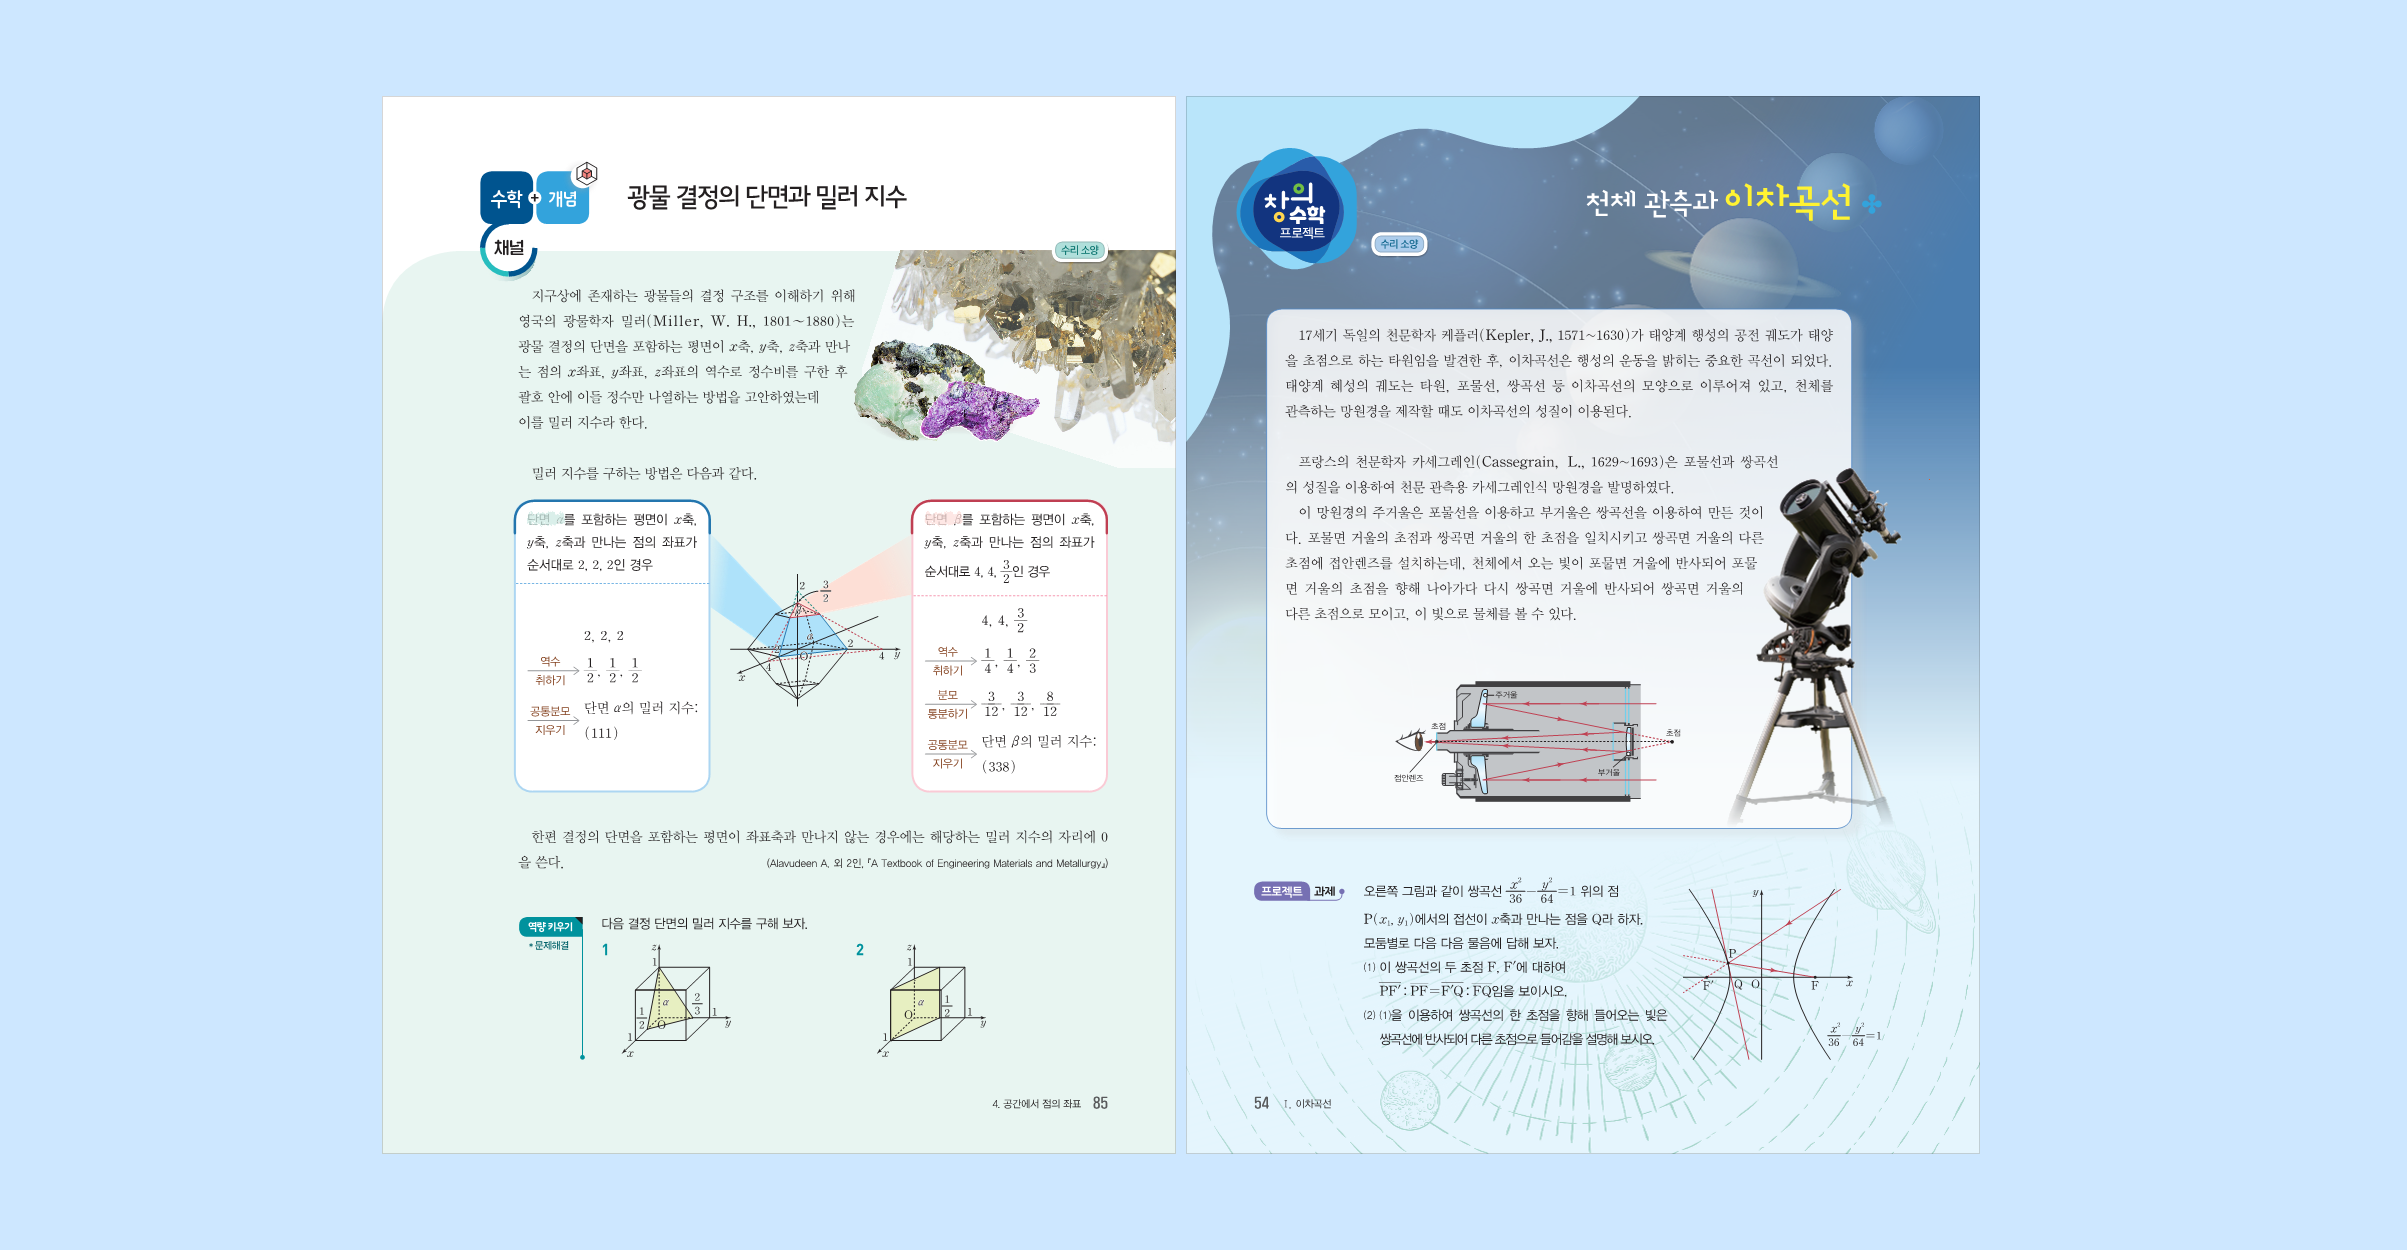 수학 + 개념
채널
광물 결정의 단면과 밀러 지수
수리 소양
지구상에 존재하는 광물들의 결정 구조를 이해하기 위해
영국의 광물학자 밀러(Miller, W. H., 1801~1880)는
광물 결정의 단면을 포함하는 평면이 x축, y축, z축과 만나
는 점의 x좌표, y좌표, z좌표의 역수로 정수비를 구한 후
괄호 안에 이들 정수만 나열하는 방법을 고안하였는데
이를 밀러 지수라 한다.
밀러 지수를 구하는 방법은 다음과 같다.
단면 α를 포함하는 평면이 x축,
y축, z축과 만나는 점의 좌표가
순서대로 2, 2, 2인 경우
2, 2, 2
역수
취하기
1/2, 1/2, 1/2
공통분모
지우기
단면 α의 밀러 지수:
(111)
2
3/2
β
α
2
2
4
O
4
y
x
단면 β를 포함하는 평면이 x축,
y축, z축과 만나는 점의 좌표가
순서대로 4, 4, 3/2인 경우
4, 4, 3/2
역수
취하기
1/4, 1/4, 2/3
분모
통분하기
3/12, 3/12, 8/12
공통분모
지우기
단면 β의 밀러 지수:
(338)
한편 결정의 단면을 포함하는 평면이 좌표축과 만나지 않는 경우에는 해당하는 밀러 지수의 자리에 0
을 쓴다.
(Alavudeen A. 외 2인, 『A Textbook of Engineering Materials and Metallurgy』)
역량 키우기
• 문제해결
다음 결정 단면의 밀러 지수를 구해 보자.
1
z
1
α
1/2
2/3
1
O
y
1
x
2
z
1
α
O
1/2
1
y
1
x
4. 공간에서 점의 좌표 85
창의
수학
프로젝트
수리 소양
천체 관측과 이차곡선
17세기 독일의 천문학자 케플러(Kepler, J., 1571~1630)가 태양계 행성의 공전 궤도가 태양
을 초점으로 하는 타원임을 발견한 후, 이차곡선은 행성의 운동을 밝히는 중요한 곡선이 되었다.
태양계 혜성의 궤도는 타원, 포물선, 쌍곡선 등 이차곡선의 모양으로 이루어져 있고, 천체를
관측하는 망원경을 제작할 때도 이차곡선의 성질이 이용된다.
프랑스의 천문학자 카세그레인(Cassegrain, L., 1629~1693)은 포물선과 쌍곡선
의 성질을 이용하여 천문 관측용 카세그레인식 망원경을 발명하였다.
이 망원경의 주거울은 포물선을 이용하고 부거울은 쌍곡선을 이용하여 만든 것이
다. 포물면 거울의 초점과 쌍곡면 거울의 한 초점을 일치시키고 쌍곡면 거울의 다른
초점에 접안렌즈를 설치하는데, 천체에서 오는 빛이 포물면 거울에 반사되어 포물
면 거울의 초점을 향해 나아가다 다시 쌍곡면 거울에 반사되어 쌍곡면 거울의
다른 초점으로 모이고, 이 빛으로 물체를 볼 수 있다.
주거울
초점
초점
부거울
접안렌즈
프로젝트 과제
오른쪽 그림과 같이 쌍곡선 x²/36−y²/64=1 위의 점
P(x₁, y₁)에서의 접선이 x축과 만나는 점을 Q라 하자.
모둠별로 다음 다음 물음에 답해 보자.
(1) 이 쌍곡선의 두 초점 F, F′에 대하여
PF′ : PF=F′Q : FQ임을 보이시오.
(2) (1)을 이용하여 쌍곡선의 한 초점을 향해 들어오는 빛은
쌍곡선에 반사되어 다른 초점으로 들어감을 설명해 보시오.
y
P
F′
Q
O
F
x
x²/36−y²/64=1
54 Ⅰ. 이차곡선